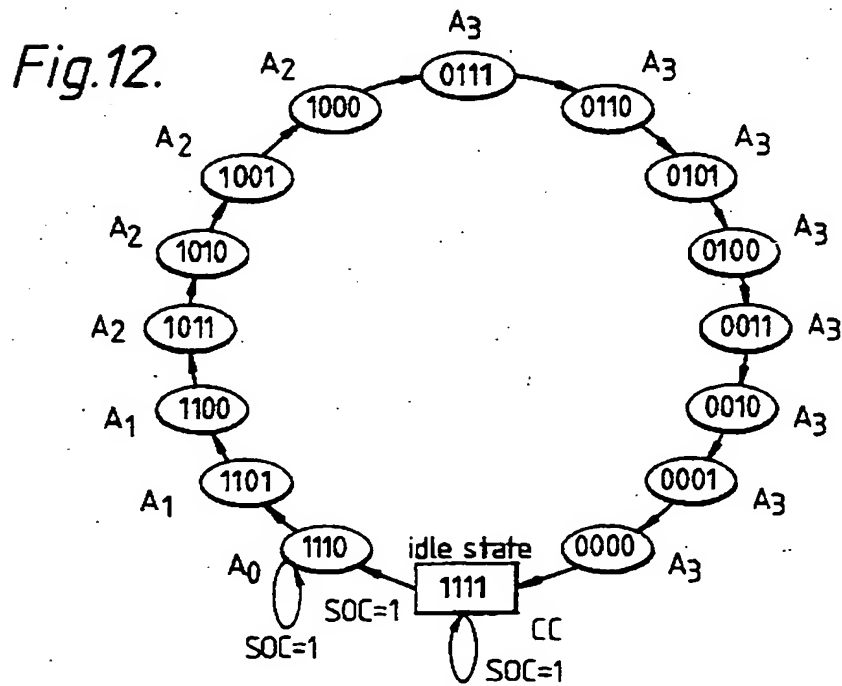 Fig.12.
A3
0111
A2
1000
A3
0110
A2
1001
A3
0101
A2
1010
A3
0100
A2
1011
0011
A3
A1
1100
0010
A3
A1
1101
0001
A3
A0
1110
idle state
0000
A3
1111
SOC=1
CC
SOC=1
SOC=1